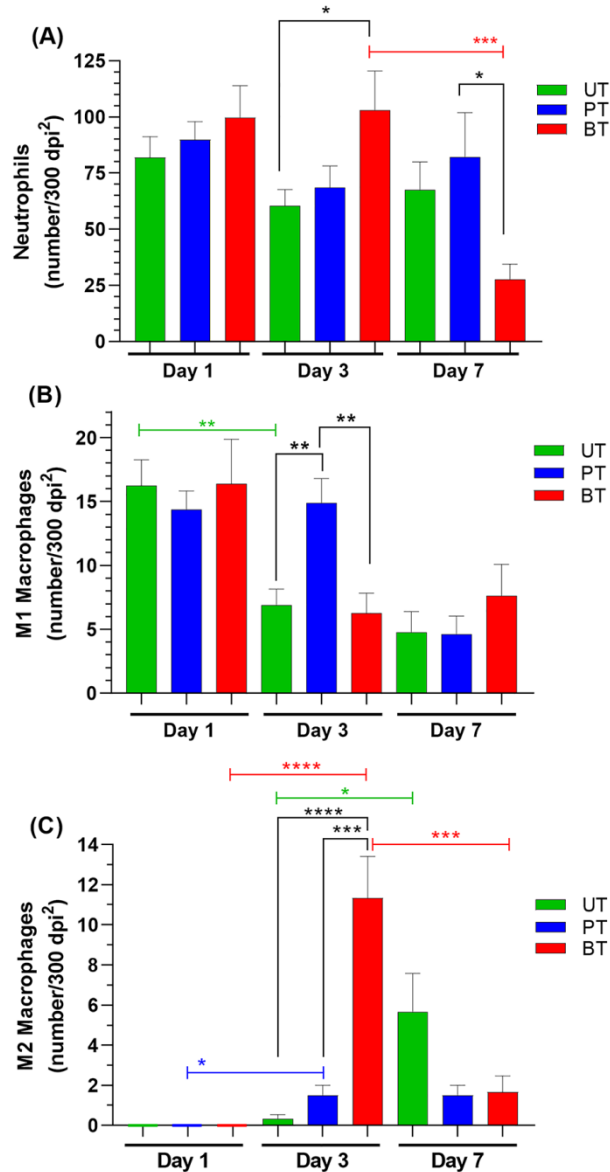 (A)
*
***
*
125
100
75
50
25
0
Neutrophils
(number/300 dpi²)
UT
PT
BT
Day 1 Day 3 Day 7
(B)
**
**
**
20
15
10
5
0
M1 Macrophages
(number/300 dpi²)
UT
PT
BT
Day 1 Day 3 Day 7
****
*
(C)
****
***
***
*
14
12
10
8
6
4
2
0
M2 Macrophages
(number/300 dpi²)
UT
PT
BT
Day 1 Day 3 Day 7